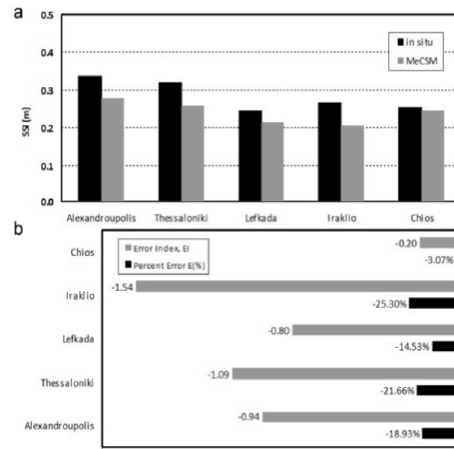 a
0.5
0.4
0.3
0.2
0.1
0.0
SSI (m)
in situ
MeCSM
Alexandroupolis Thessaloniki Lefkada Iraklio Chios
b
Error Index, EI
Percent Error E(%)
Chios
-0.20
-3.07%
Iraklio
-1.54
-25.30%
Lefkada
-0.80
-14.53%
Thessaloniki
-1.09
-21.66%
Alexandroupolis
-0.94
-18.93%